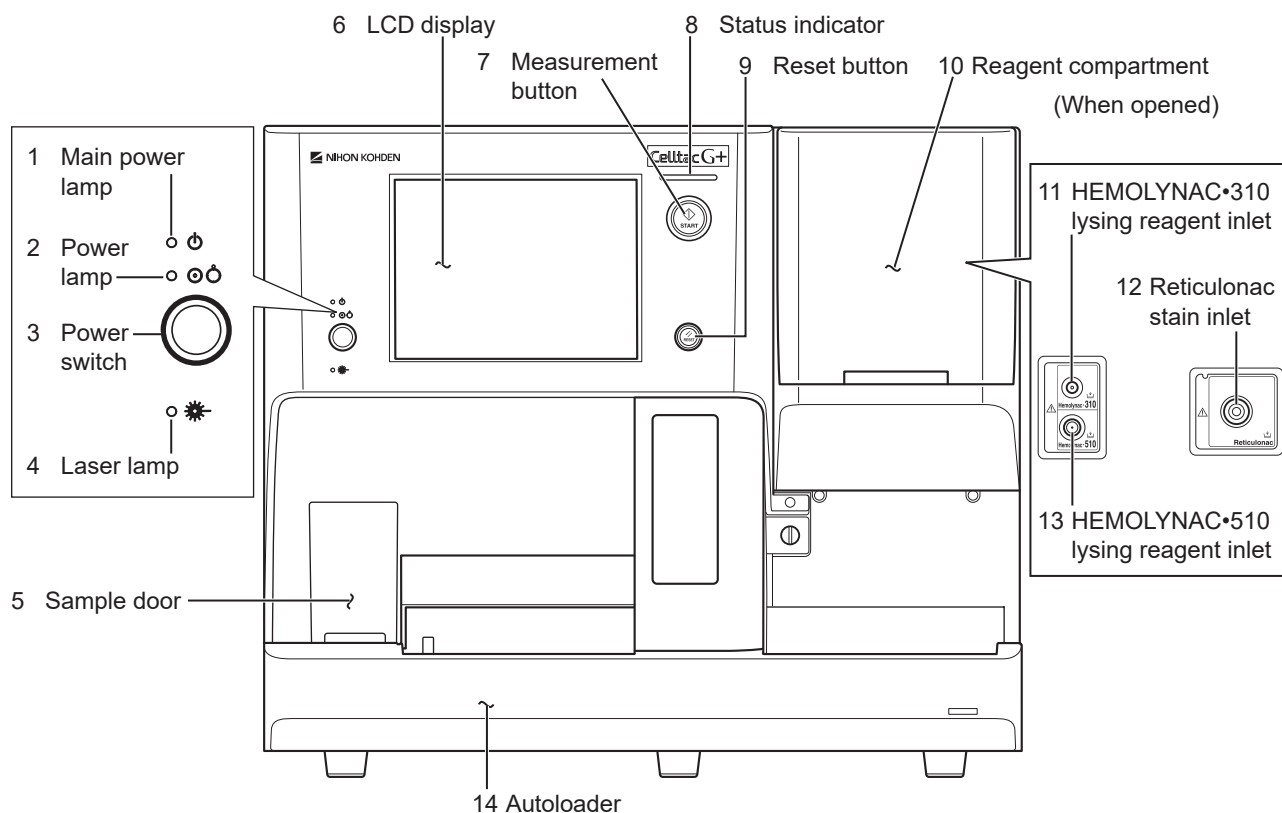 6 LCD display
8 Status indicator
7 Measurement
button
9 Reset button
10 Reagent compartment
(When opened)
1 Main power
lamp
2 Power
lamp
3 Power
switch
4 Laser lamp
NIHON KOHDEN
Celltac G+
START
RESET
11 HEMOLYNAC•310
lysing reagent inlet
12 Reticulonac
stain inlet
Hemolynac•310
Hemolynac•510
Reticulonac
13 HEMOLYNAC•510
lysing reagent inlet
5 Sample door
14 Autoloader